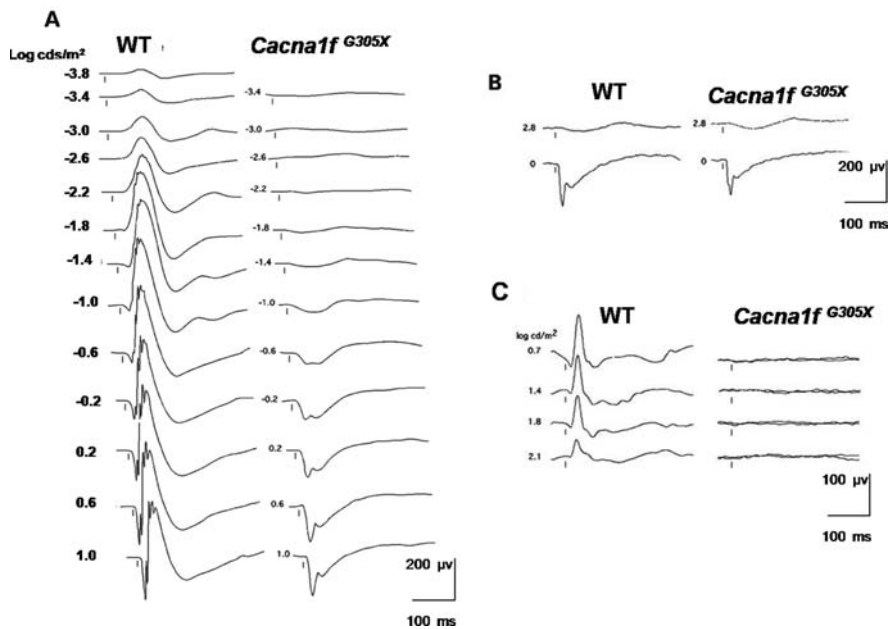 A
WT
Cacna1f G305X
Log cds/m²
-3.8
-3.4
-3.4
-3.0
-3.0
-2.6
-2.6
-2.2
-2.2
-1.8
-1.8
-1.4
-1.4
-1.0
-1.0
-0.6
-0.6
-0.2
-0.2
0.2
0.2
0.6
0.6
1.0
1.0
200 μv
100 ms
B
WT
Cacna1f G305X
2.8
2.8
0
0
200 μv
100 ms
C
WT
Cacna1f G305X
log cd/m²
0.7
1.4
1.8
2.1
100 μv
100 ms